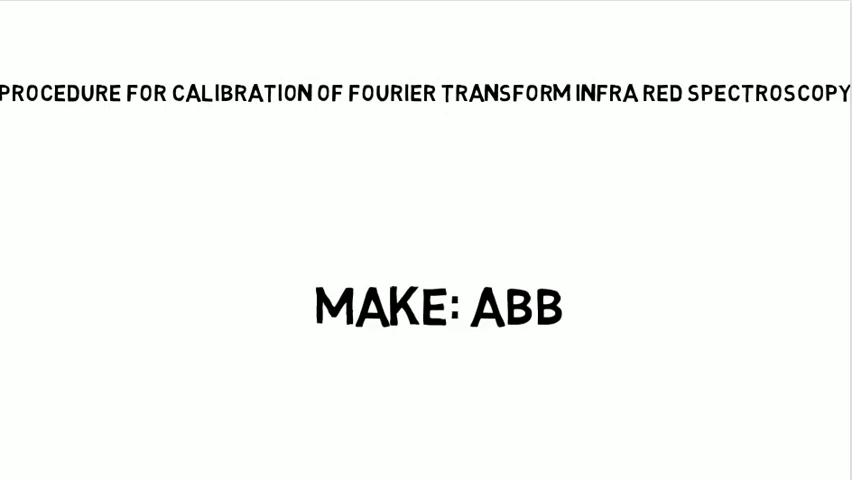 PROCEDURE FOR CALIBRATION OF FOURIER TRANSFORM INFRA RED SPECTROSCOPY
MAKE: ABB